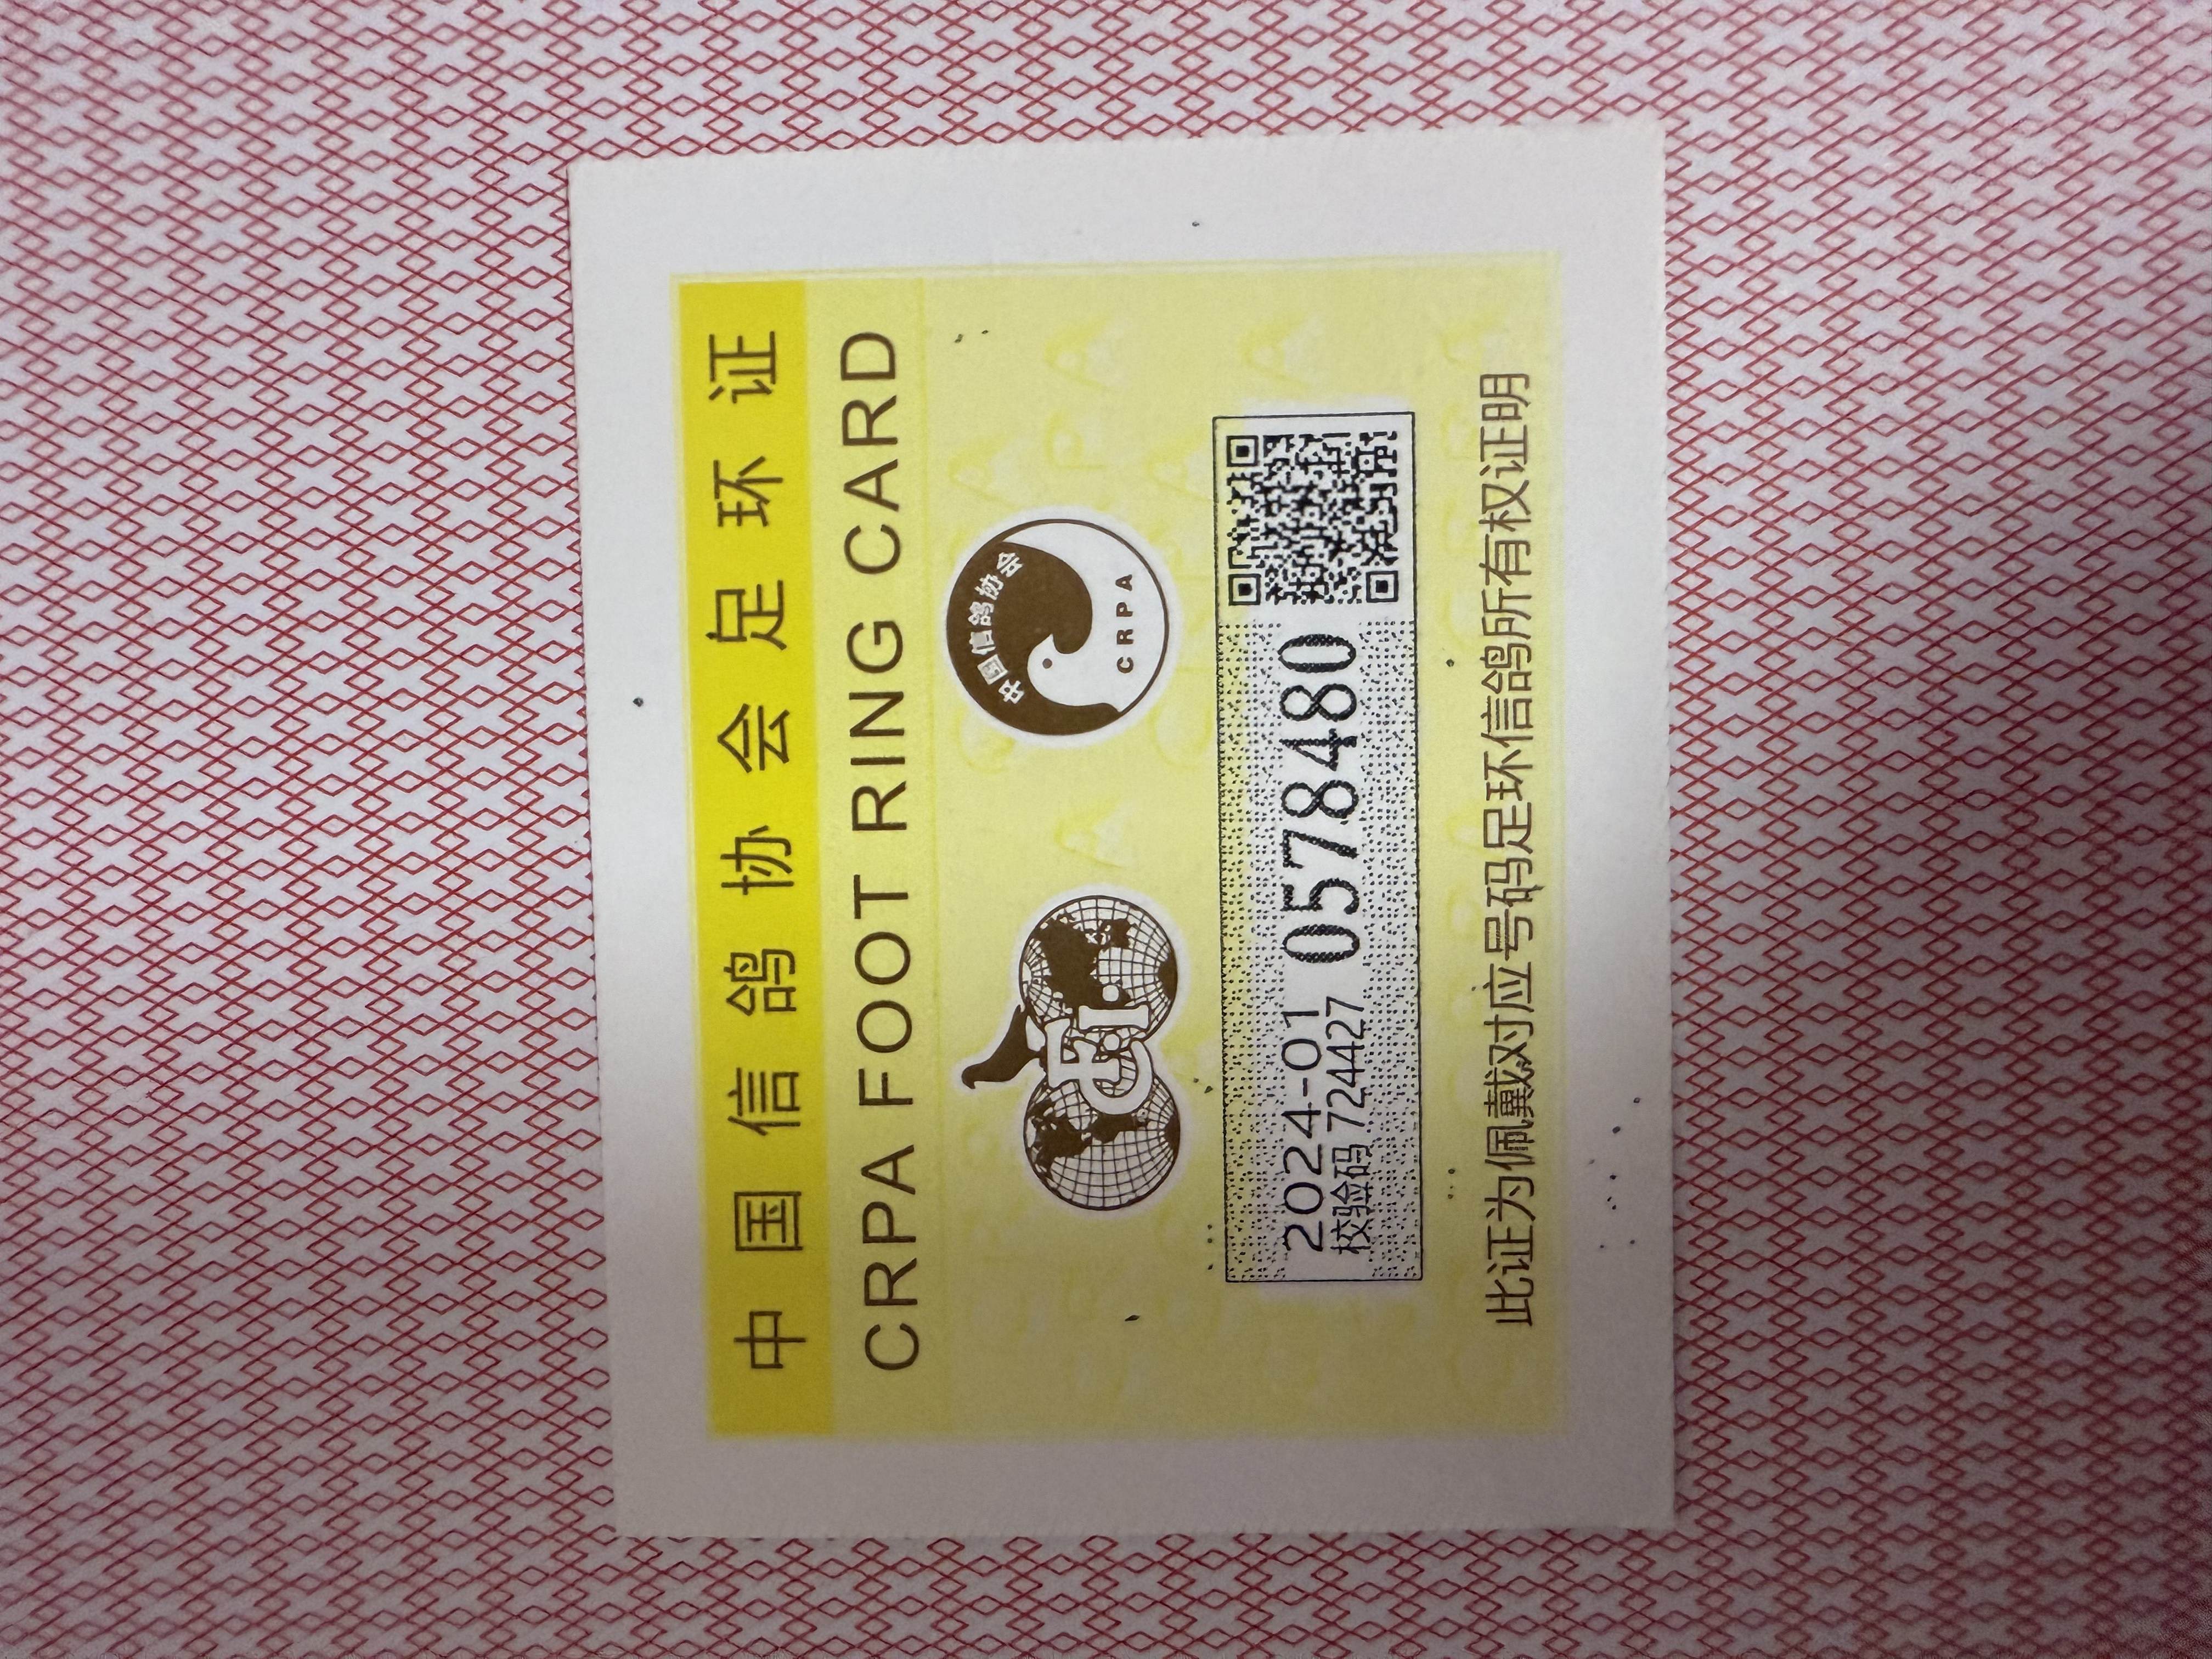 中国信鸽协会足环证
CRPA FOOT RING CARD
中国信鸽协会
CRPA
2024-01 0578480
校验码 724427
此证为佩戴对应号码足环信鸽所有权证明